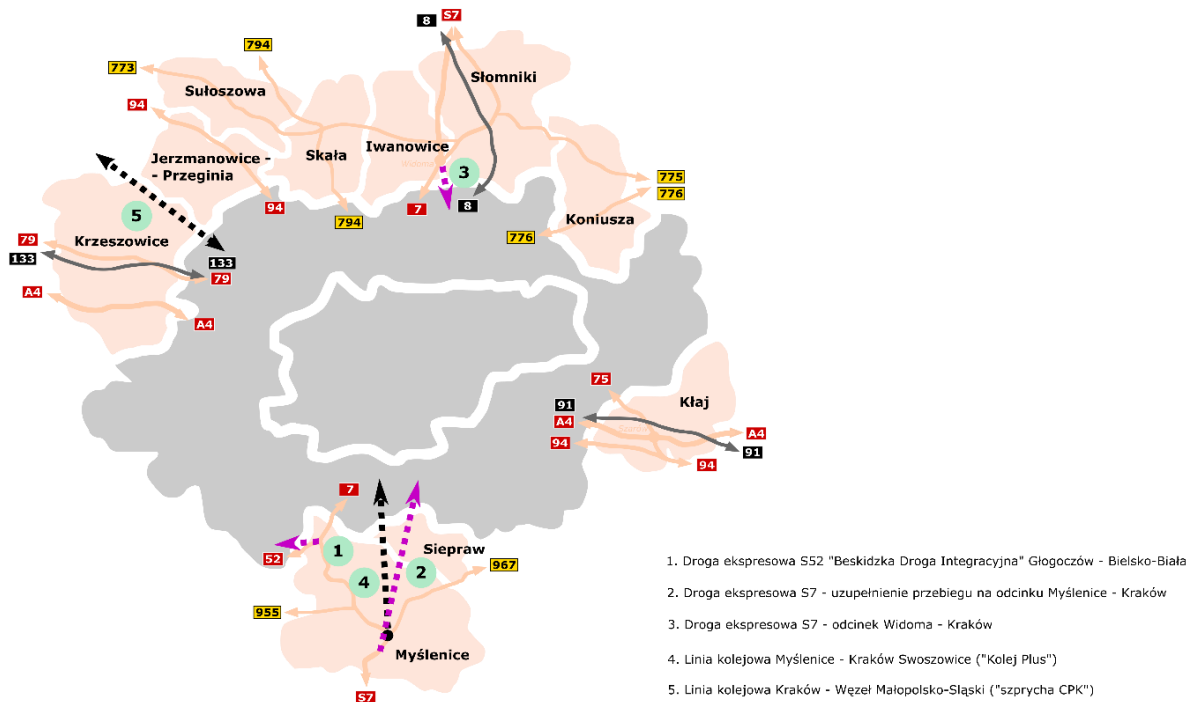 8
S7
794
773
Słomniki
Sułoszowa
94
Iwanowice
Skała
Jerzmanowice -
- Przeginia
Widoma
3
775
776
5
94
794
7
8
Koniusza
776
Krzeszowice
79
133
133
79
A4
A4
75
91
A4
94
Kłaj
A4
91
94
7
52
1
Siepraw
2
967
4
955
Myślenice
S7
1. Droga ekspresowa S52 "Beskidzka Droga Integracyjna" Głogoczów - Bielsko-Biała
2. Droga ekspresowa S7 - uzupełnienie przebiegu na odcinku Myślenice - Kraków
3. Droga ekspresowa S7 - odcinek Widoma - Kraków
4. Linia kolejowa Myślenice - Kraków Swoszowice ("Kolej Plus")
5. Linia kolejowa Kraków - Węzeł Małopolsko-Sląski ("szprycha CPK")